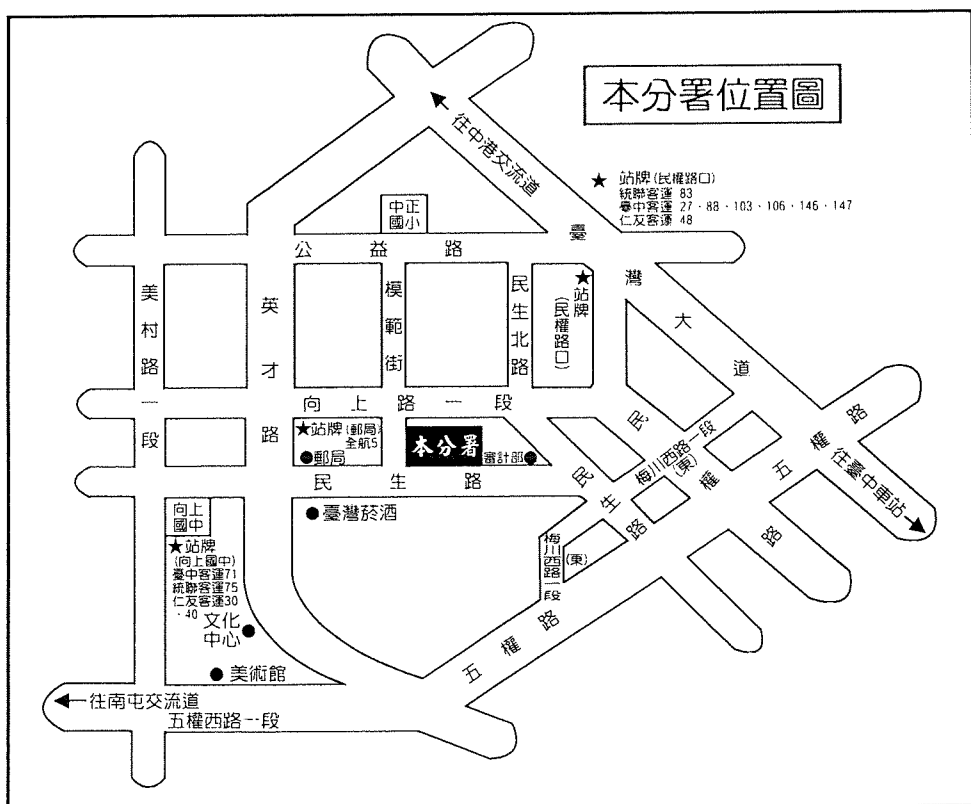 本分署位置圖
往中港交流道
★ 站牌(民權路口)
統聯客運 83
臺中客運 27、88、103、106、146、147
仁友客運 48
中正
國小
公益路
臺灣大道
美村路一段
英才路
模範街
民生北路
★站牌
(民權路口)
向上路一段
★站牌(郵局)
全航5
●郵局
本分署
審計部●
民生路
民權路
民生路
梅川西路一段
(東)
五權路
往臺中車站
向上
國中
●臺灣菸酒
★站牌
(向上國中)
臺中客運71
統聯客運75
仁友客運30
、40
文化
中心●
●美術館
梅川西路一段
(東)
五權路
往南屯交流道
五權西路一段